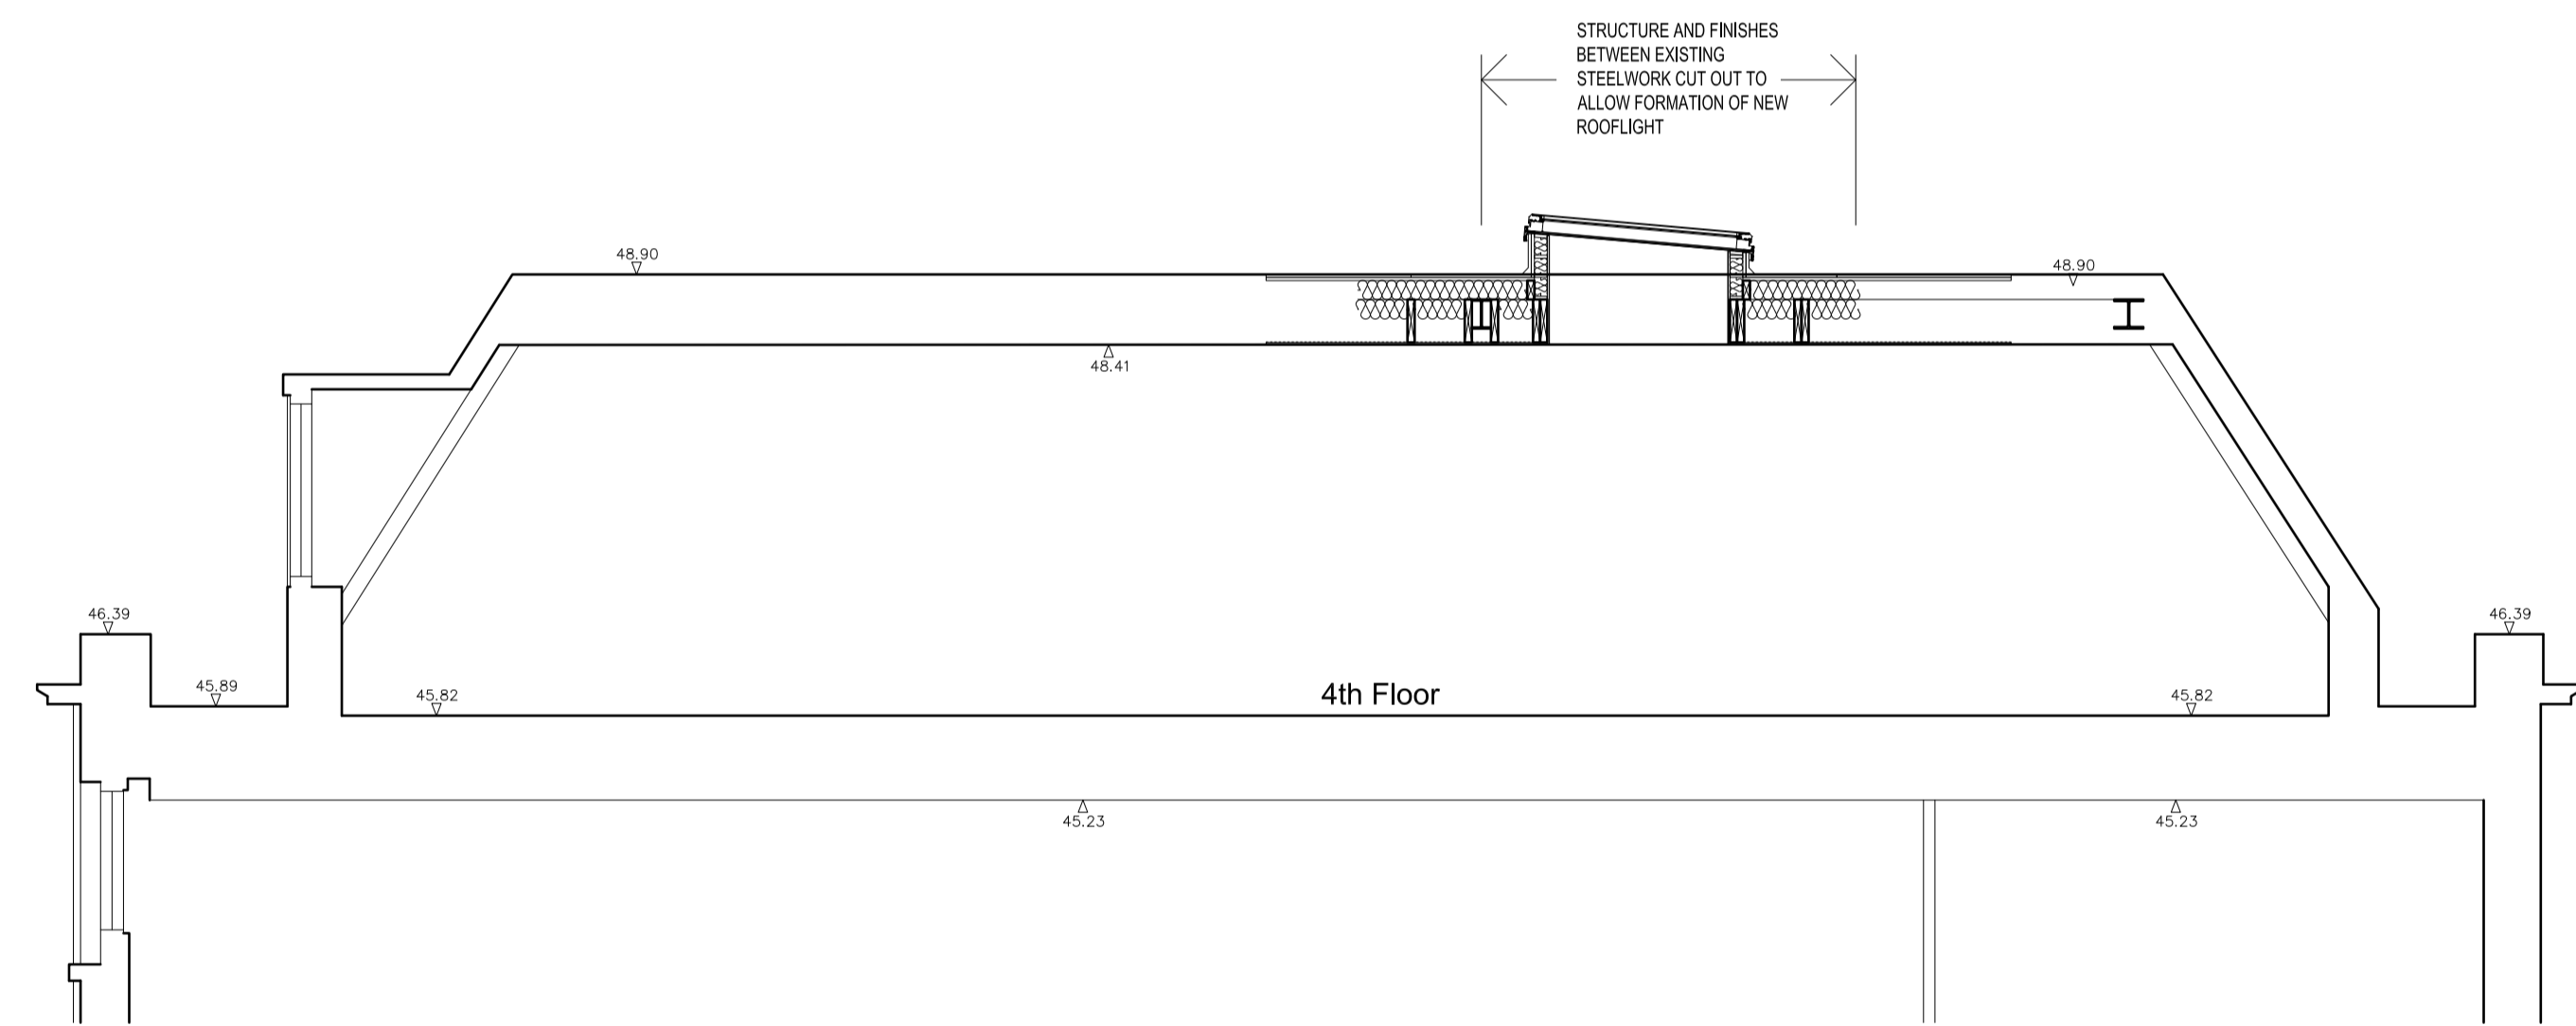 STRUCTURE AND FINISHES
BETWEEN EXISTING
STEELWORK CUT OUT TO
ALLOW FORMATION OF NEW
ROOFLIGHT
48.90
48.90
48.41
46.39
46.39
45.89
45.82
4th Floor
45.82
45.23
45.23